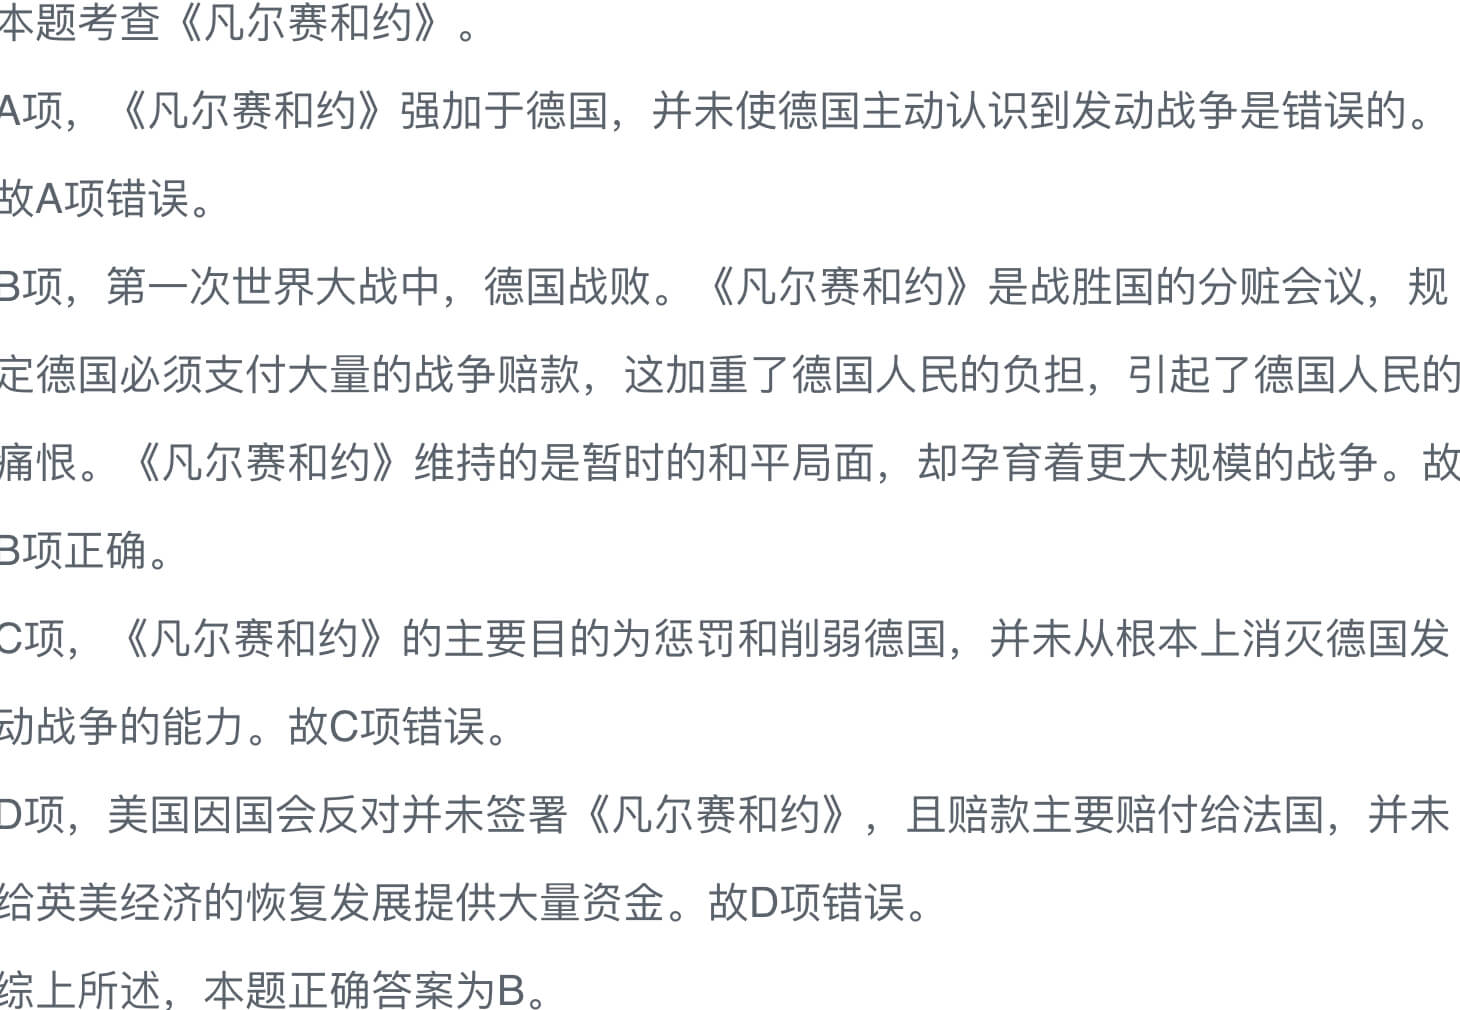 本题考查《凡尔赛和约》。
A项，《凡尔赛和约》强加于德国，并未使德国主动认识到发动战争是错误的。
故A项错误。
B项，第一次世界大战中，德国战败。《凡尔赛和约》是战胜国的分赃会议，规
定德国必须支付大量的战争赔款，这加重了德国人民的负担，引起了德国人民的
痛恨。《凡尔赛和约》维持的是暂时的和平局面，却孕育着更大规模的战争。故
B项正确。
C项，《凡尔赛和约》的主要目的为惩罚和削弱德国，并未从根本上消灭德国发
动战争的能力。故C项错误。
D项，美国因国会反对并未签署《凡尔赛和约》，且赔款主要赔付给法国，并未
给英美经济的恢复发展提供大量资金。故D项错误。
综上所述，本题正确答案为B。